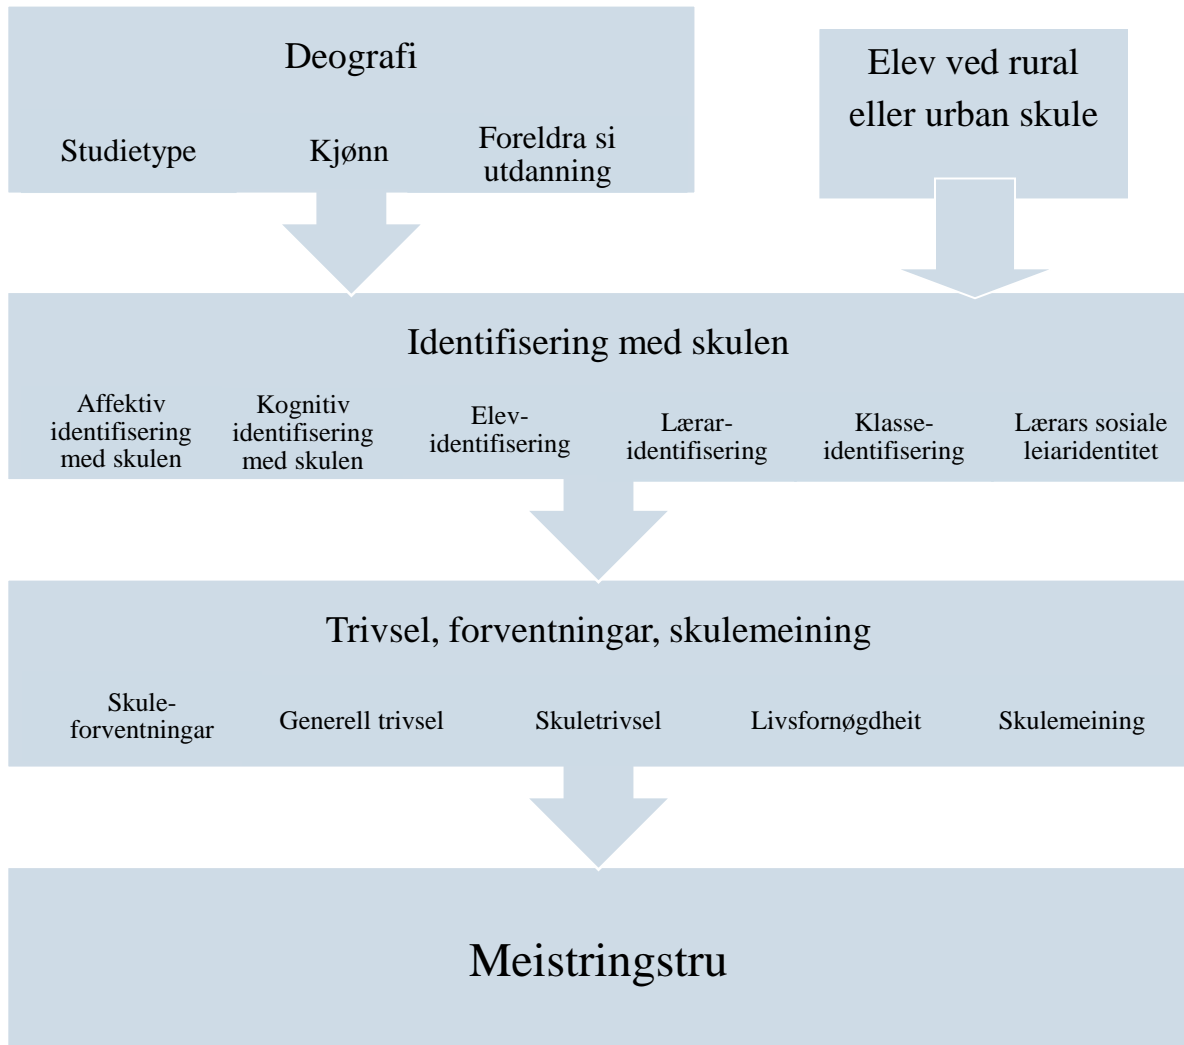 Deografi
Studietype
Kjønn
Foreldra si
utdanning
Elev ved rural
eller urban skule
Identifisering med skulen
Affektiv
identifisering
med skulen
Kognitiv
identifisering
med skulen
Elev-
identifisering
Lærar-
identifisering
Klasse-
identifisering
Lærars sosiale
leiaridentitet
Trivsel, forventningar, skulemeining
Skule-
forventningar
Generell trivsel
Skuletrivsel
Livsfornøgdheit
Skulemeining
Meistringstru